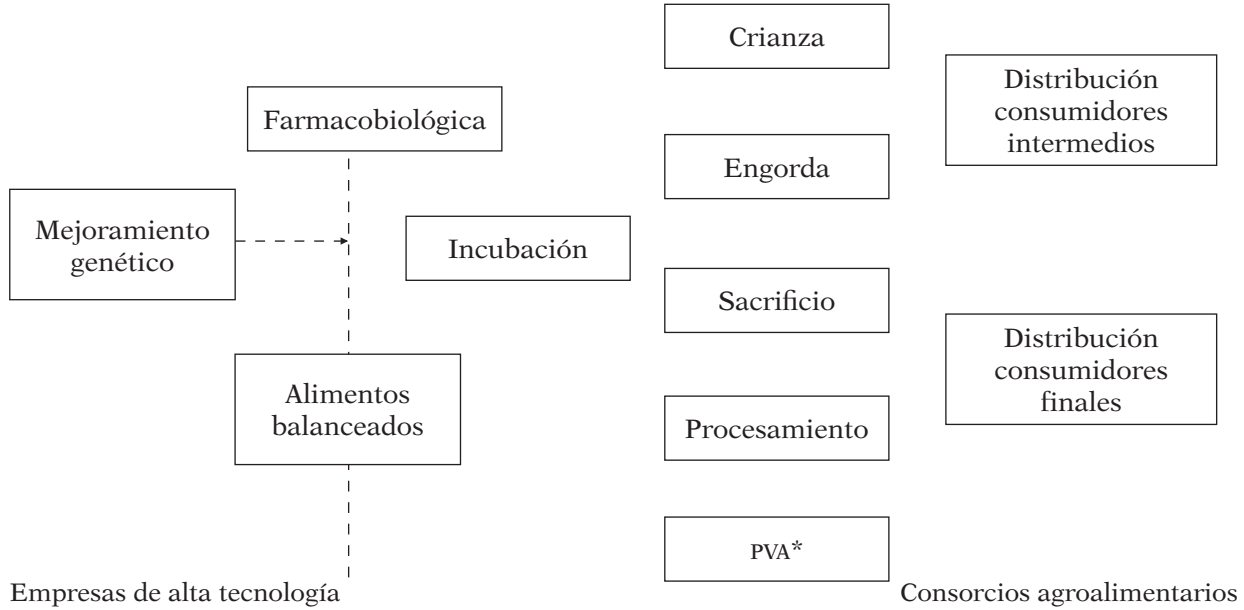 Crianza
Distribución
consumidores
intermedios
Farmacobiológica
Engorda
Mejoramiento
genético
Incubación
Sacrificio
Distribución
consumidores
finales
Alimentos
balanceados
Procesamiento
PVA*
Empresas de alta tecnología
Consorcios agroalimentarios